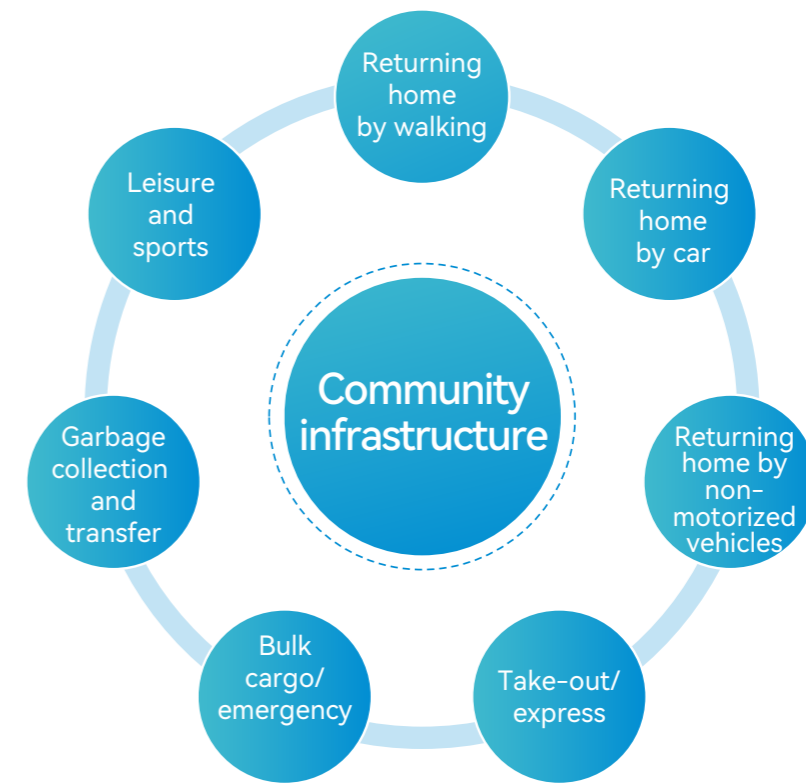 Returning
home
by walking
Returning
home
by car
Returning
home by
non-
motorized
vehicles
Take-out/
express
Bulk
cargo/
emergency
Garbage
collection
and
transfer
Leisure
and
sports
Community
infrastructure